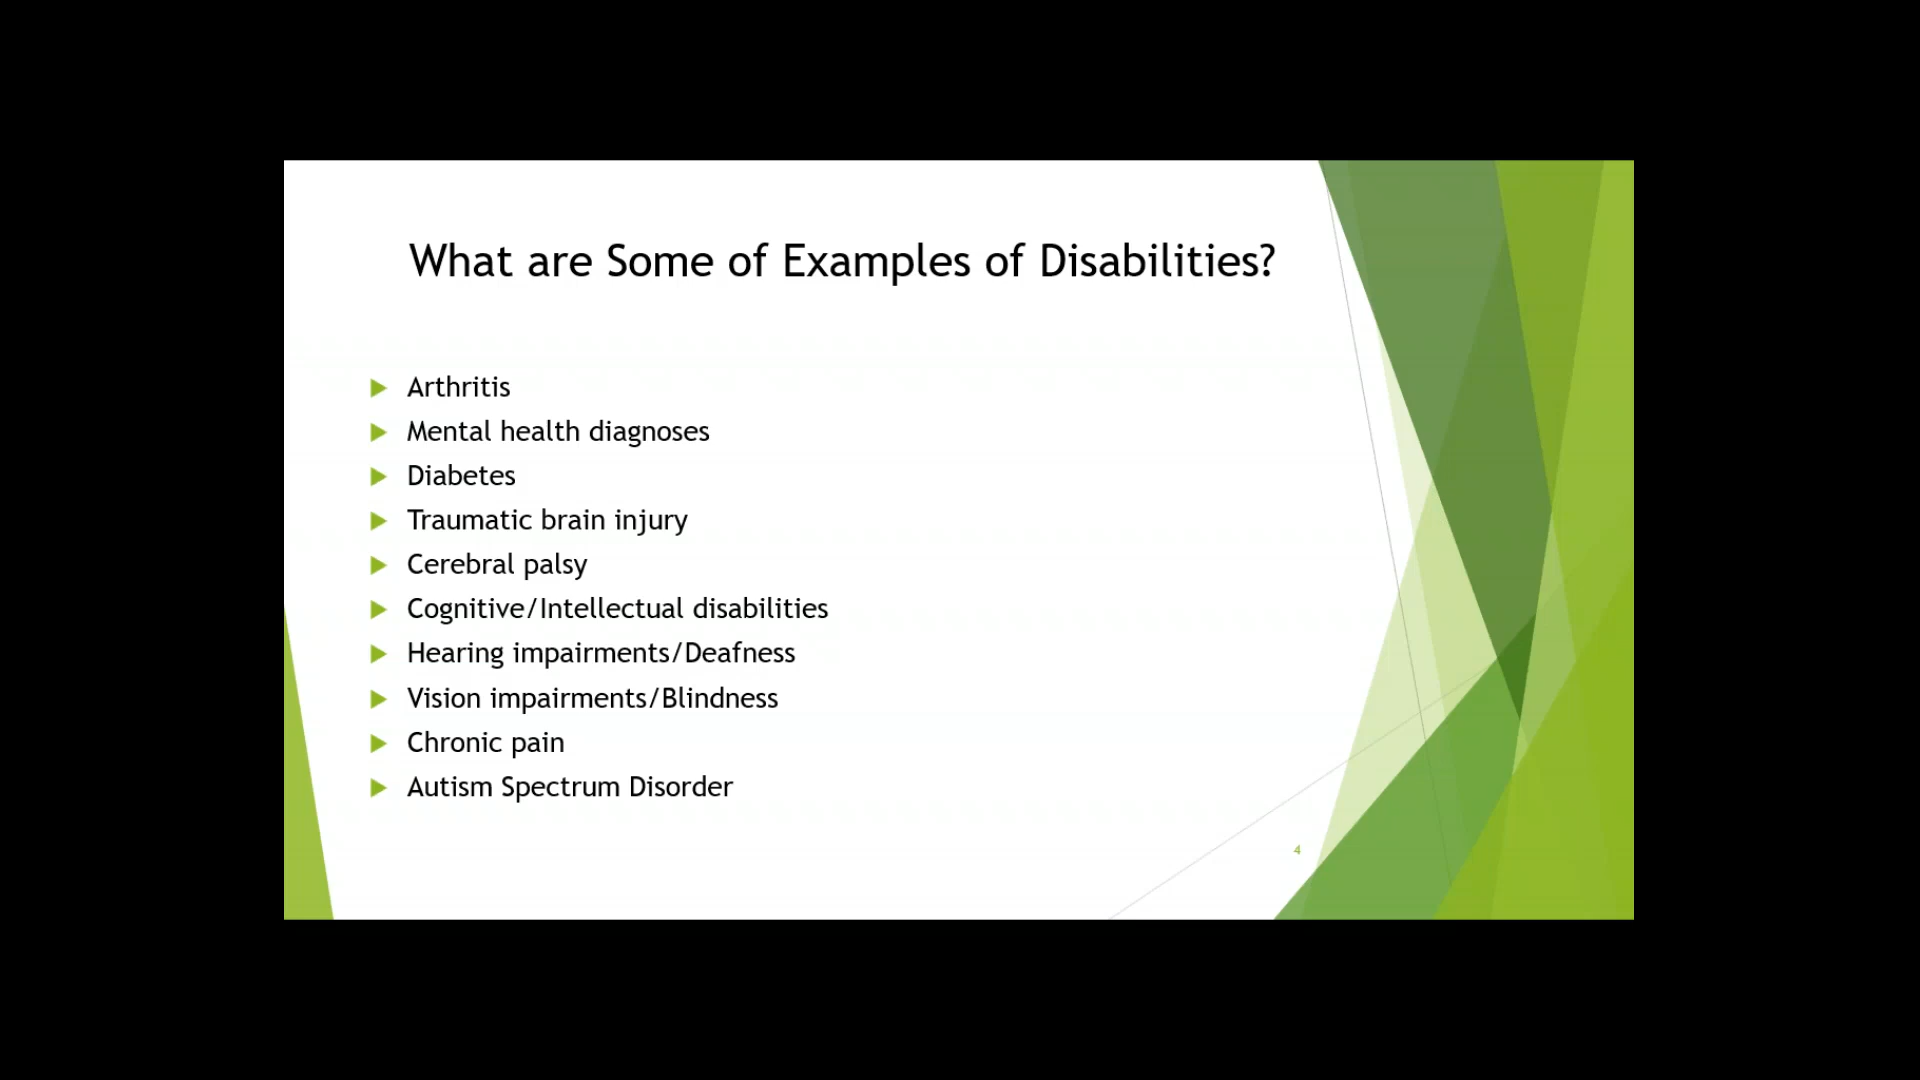 What are Some of Examples of Disabilities?
Arthritis
Mental health diagnoses
Diabetes
Traumatic brain injury
Cerebral palsy
Cognitive/Intellectual disabilities
Hearing impairments/Deafness
Vision impairments/Blindness
Chronic pain
Autism Spectrum Disorder
4